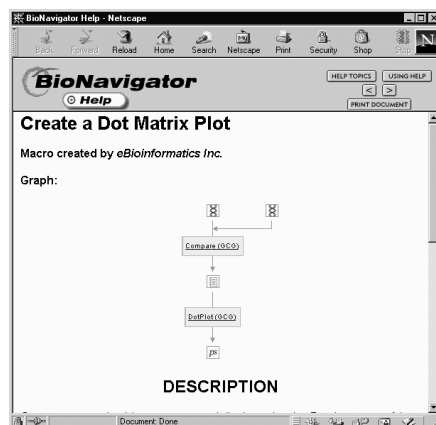 BioNavigator Help - Netscape
Back Forward Reload Home Search Netscape Print Security Shop Stop
N
BioNavigator
Help
HELP TOPICS USING HELP
< >
PRINT DOCUMENT
Create a Dot Matrix Plot
Macro created by eBioinformatics Inc.
Graph:
Compare (GCG)
DotPlot (GCG)
ps
DESCRIPTION
Document: Done